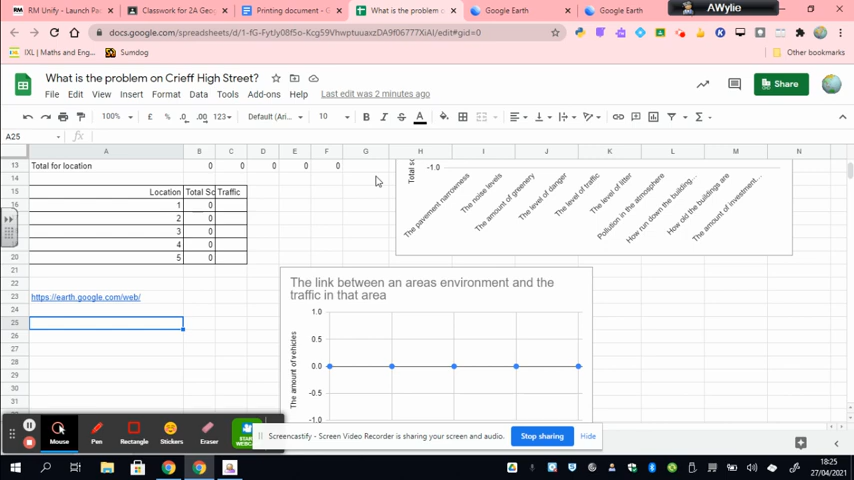 RM Unify - Launch Pa
Classwork for 2A Geo
Printing document - G
What is the problem o
Google Earth
Google Earth
AWylie
docs.google.com/spreadsheets/d/1-fG-Fytly08f5o-Kcg59VhwptuuaxzDA9f06777XiAI/edit#gid=0
IXL | Maths and Eng...
Sumdog
Other bookmarks
What is the problem on Crieff High Street?
Share
File Edit View Insert Format Data Tools Add-ons Help Last edit was 2 minutes ago
100% £ % .0 .00 123 Default (Ari... 10 B I S A
A25 fx
A B C D E F G H I J K L M N
13 Total for location 0 0 0 0 0
14
15 Location Total Sc Traffic
16 1 0
17 2 0
18 3 0
19 4 0
20 5 0
21
22
23 https://earth.google.com/web/
24
25
26
27
28
29
30
31
-1.0
Total s
The pavement narrowness
The noise levels
The amount of greenery
The level of danger
The level of traffic
The level of litter
Pollution in the atmosphere
How run down the building...
How old the buildings are
The amount of investment...
The link between an areas environment and the
traffic in that area
The amount of vehicles
1.0
0.5
0.0
-0.5
-1.0
Mouse
Pen
Rectangle
Stickers
Eraser
START
WEBC
Screencastify - Screen Video Recorder is sharing your screen and audio.
Stop sharing
Hide
18:25
27/04/2021